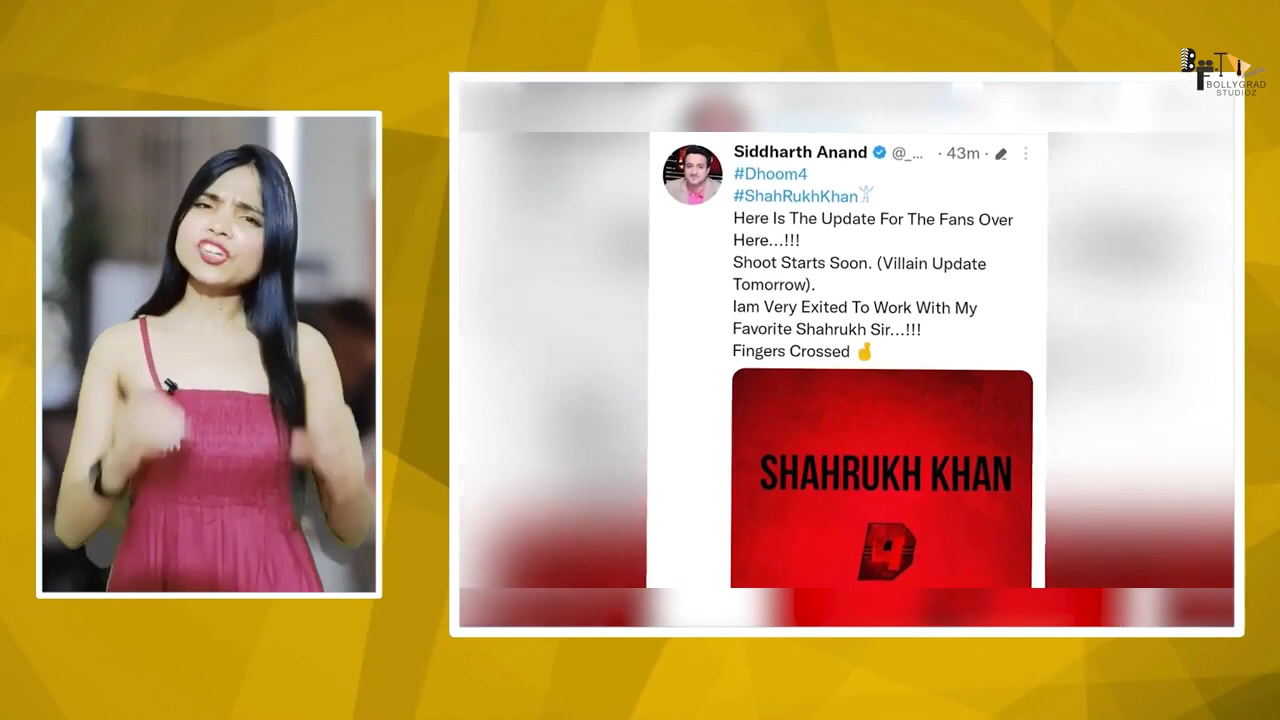 BOLLYGRAD
STUDIOZ
Siddharth Anand @_... · 43m ·
#Dhoom4
#ShahRukhKhan
Here Is The Update For The Fans Over
Here...!!!
Shoot Starts Soon. (Villain Update
Tomorrow).
Iam Very Exited To Work With My
Favorite Shahrukh Sir...!!!
Fingers Crossed 🤞
SHAHRUKH KHAN
D4